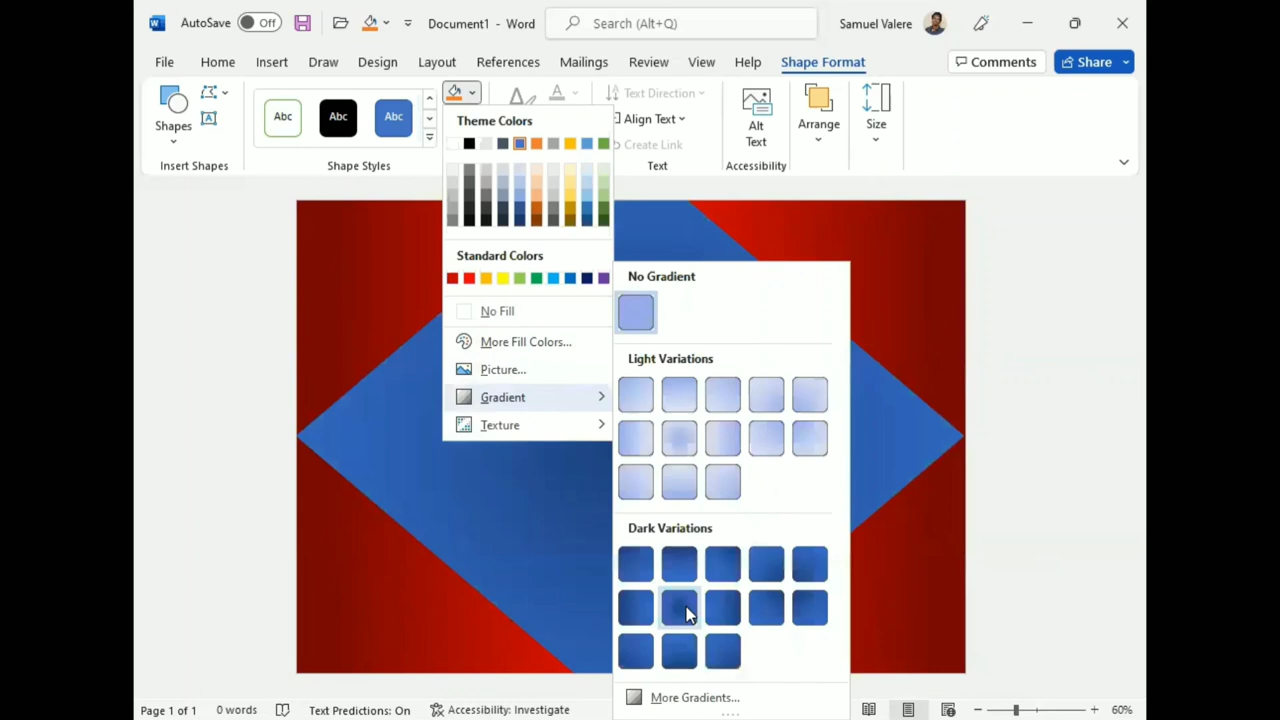 AutoSave Off Document1 - Word Search (Alt+Q) Samuel Valere
File Home Insert Draw Design Layout References Mailings Review View Help Shape Format Comments Share
Shapes
Insert Shapes
Abc Abc Abc
Shape Styles
Text Direction
Align Text
Create Link
Text
Alt
Text
Accessibility
Arrange
Size
Theme Colors
Standard Colors
No Fill
More Fill Colors...
Picture...
Gradient
Texture
No Gradient
Light Variations
Dark Variations
More Gradients...
Page 1 of 1 0 words Text Predictions: On Accessibility: Investigate 60%